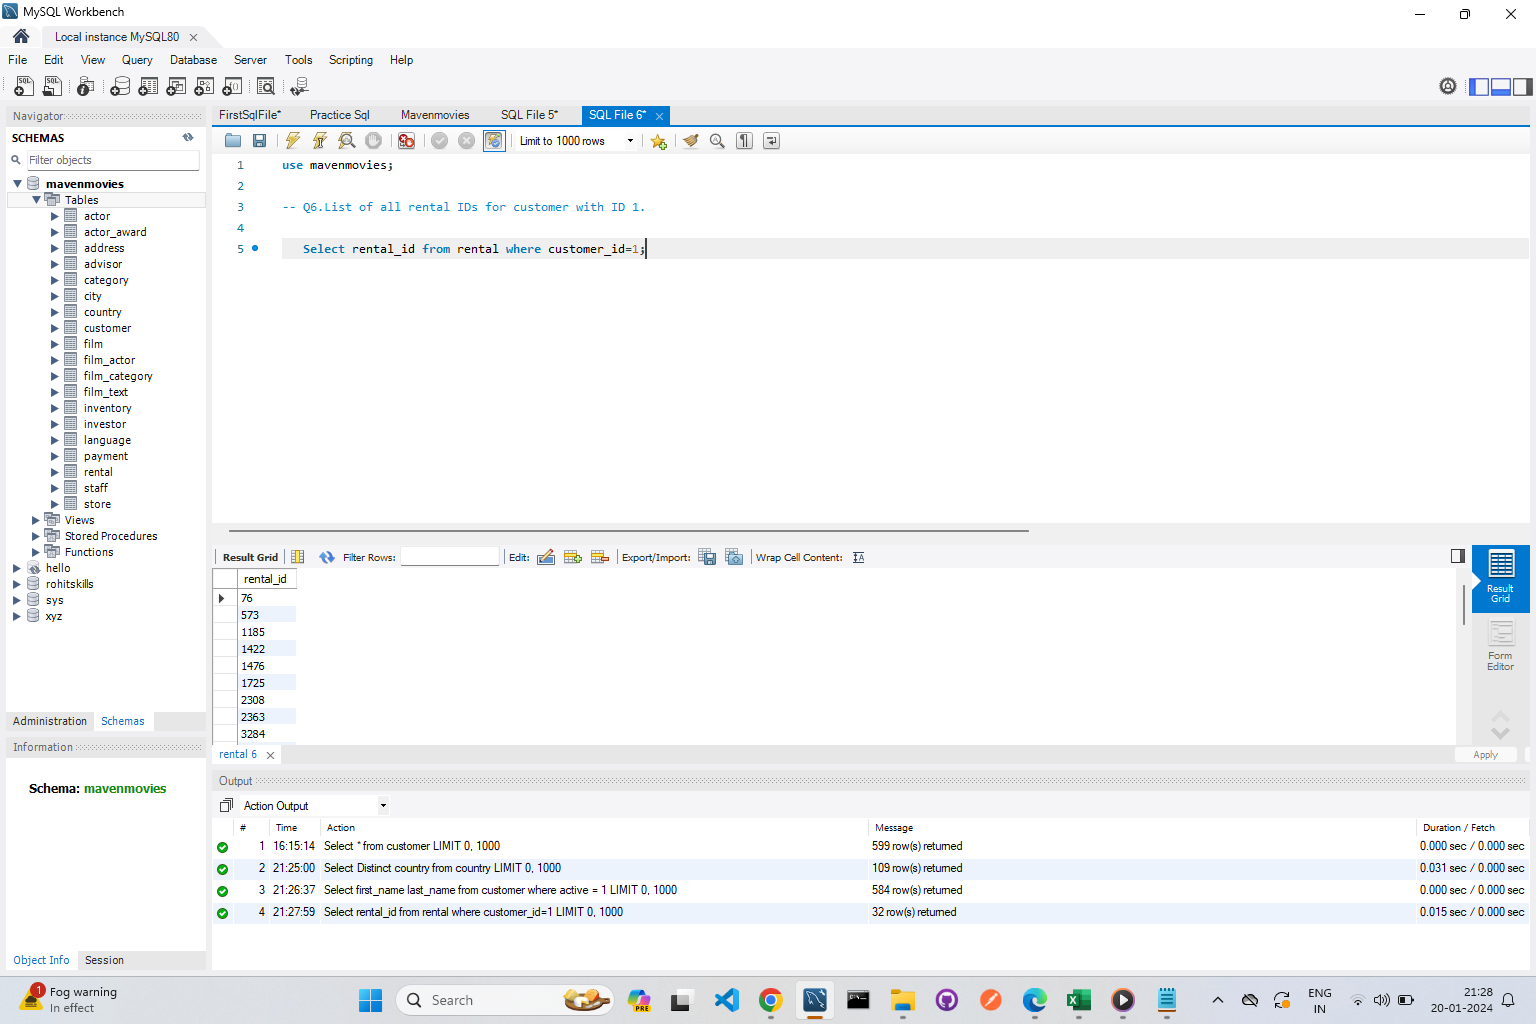 MySQL Workbench
Local instance MySQL80
File Edit View Query Database Server Tools Scripting Help
Navigator
SCHEMAS
Filter objects
mavenmovies
Tables
actor
actor_award
address
advisor
category
city
country
customer
film
film_actor
film_category
film_text
inventory
investor
language
payment
rental
staff
store
Views
Stored Procedures
Functions
hello
rohitskills
sys
xyz
Administration Schemas
Information
Schema: mavenmovies
Object Info Session
FirstSqlFile* Practice Sql Mavenmovies SQL File 5* SQL File 6*
Limit to 1000 rows
1 use mavenmovies;
2
3 -- Q6.List of all rental IDs for customer with ID 1.
4
5 Select rental_id from rental where customer_id=1;
Result Grid Filter Rows: Edit: Export/Import: Wrap Cell Content:
rental_id
76
573
1185
1422
1476
1725
2308
2363
3284
Result
Grid
Form
Editor
rental 6
Apply
Output
Action Output
# Time Action Message Duration / Fetch
1 16:15:14 Select * from customer LIMIT 0, 1000 599 row(s) returned 0.000 sec / 0.000 sec
2 21:25:00 Select Distinct country from country LIMIT 0, 1000 109 row(s) returned 0.031 sec / 0.000 sec
3 21:26:37 Select first_name last_name from customer where active = 1 LIMIT 0, 1000 584 row(s) returned 0.000 sec / 0.000 sec
4 21:27:59 Select rental_id from rental where customer_id=1 LIMIT 0, 1000 32 row(s) returned 0.015 sec / 0.000 sec
1
Fog warning
In effect
Search
PRE
ENG
IN
21:28
20-01-2024